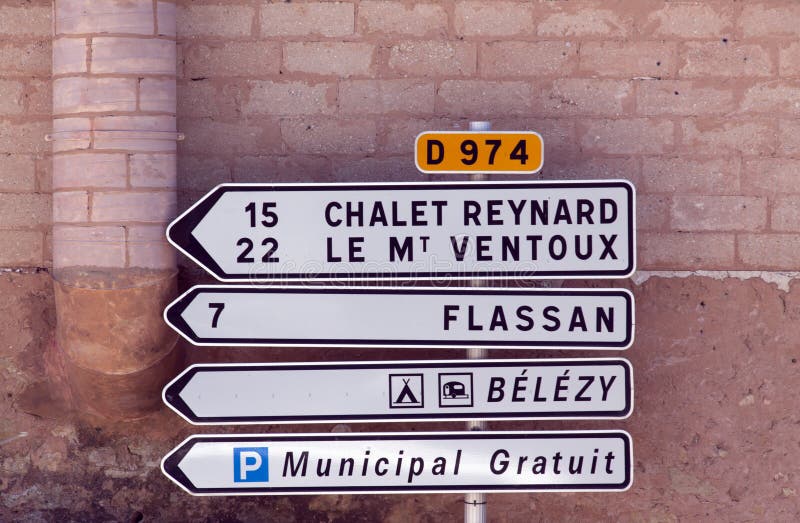 D 974
15 CHALET REYNARD
22 LE Mᵀ VENTOUX
7 FLASSAN
BÉLÉZY
P Municipal Gratuit